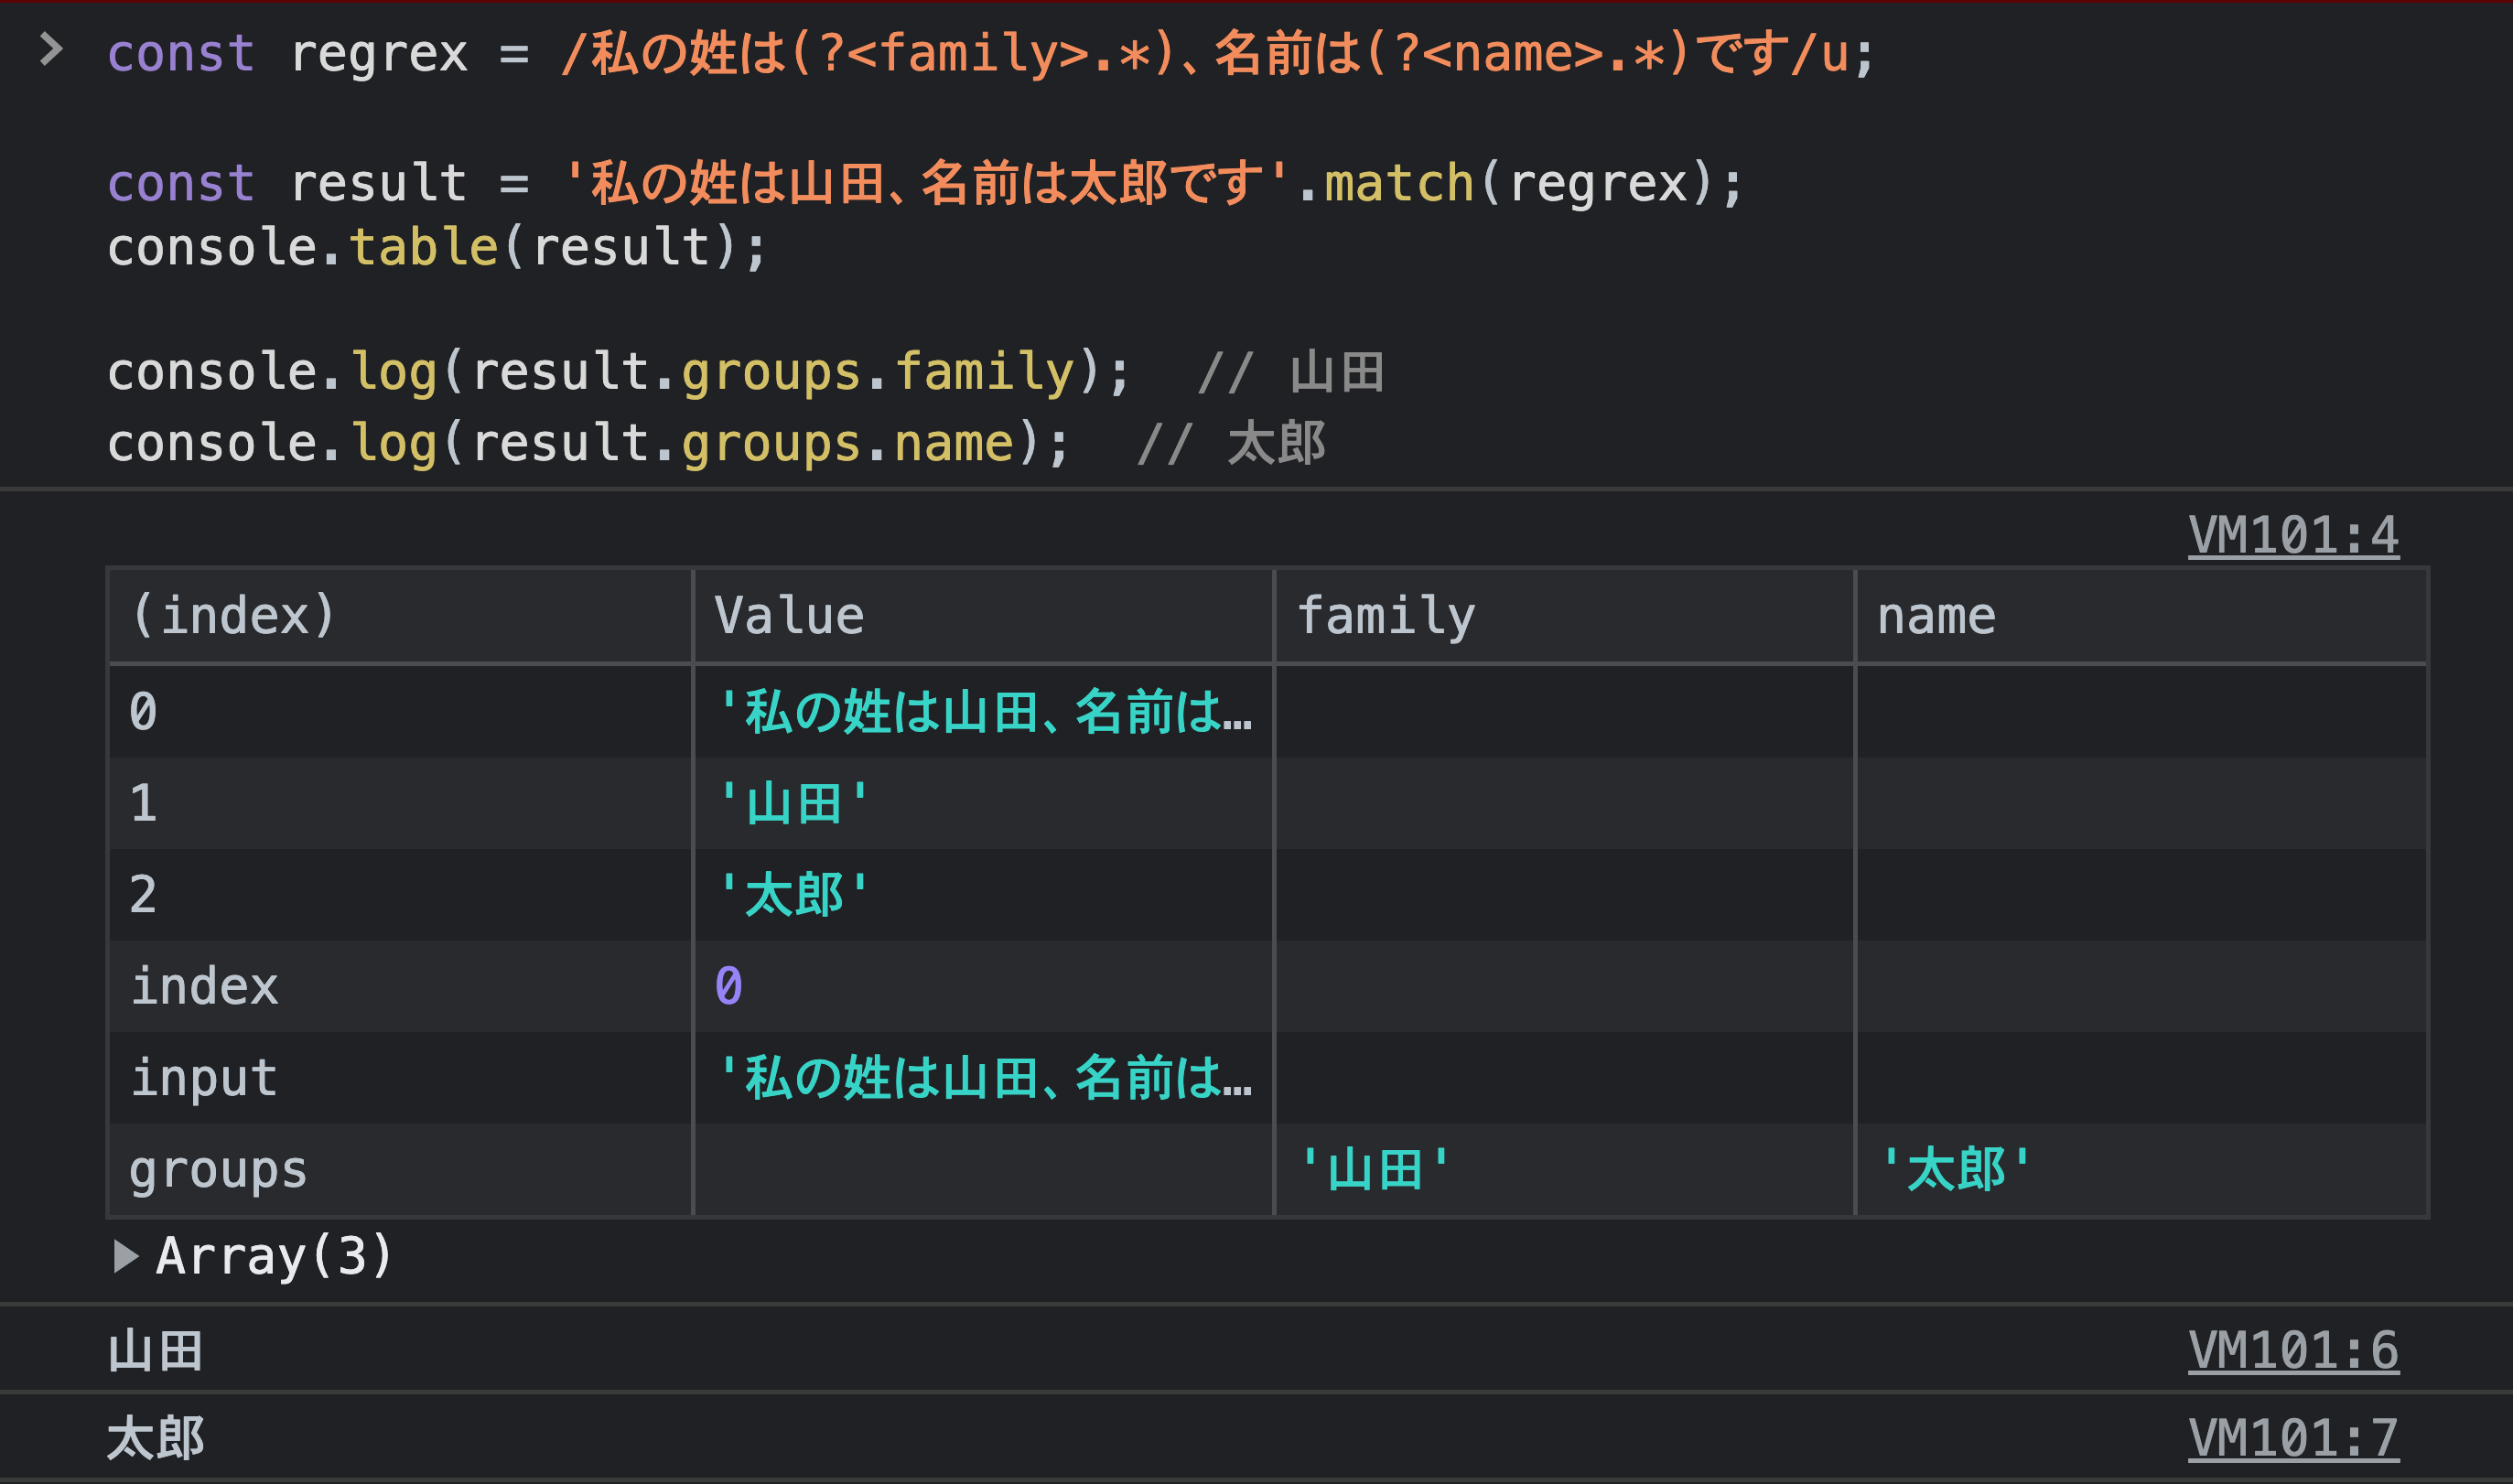 const regrex = /私の姓は(?<family>.*)、名前は(?<name>.*)です/u;
const result = '私の姓は山田、名前は太郎です'.match(regrex);
console.table(result);
console.log(result.groups.family);  // 山田
console.log(result.groups.name);  // 太郎
VM101:4
(index) Value family name
0 '私の姓は山田、名前は…
1 '山田'
2 '太郎'
index 0
input '私の姓は山田、名前は…
groups '山田' '太郎'
Array(3)
山田 VM101:6
太郎 VM101:7